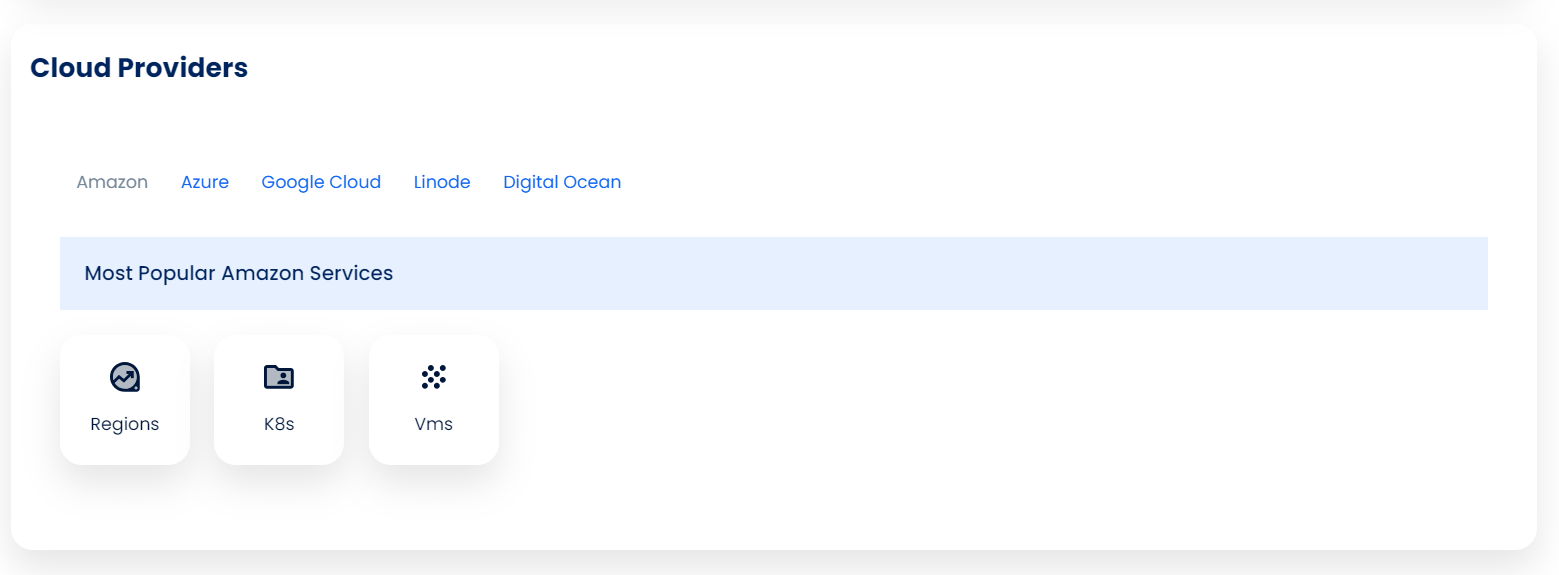 Cloud Providers
Amazon Azure Google Cloud Linode Digital Ocean
Most Popular Amazon Services
Regions K8s Vms